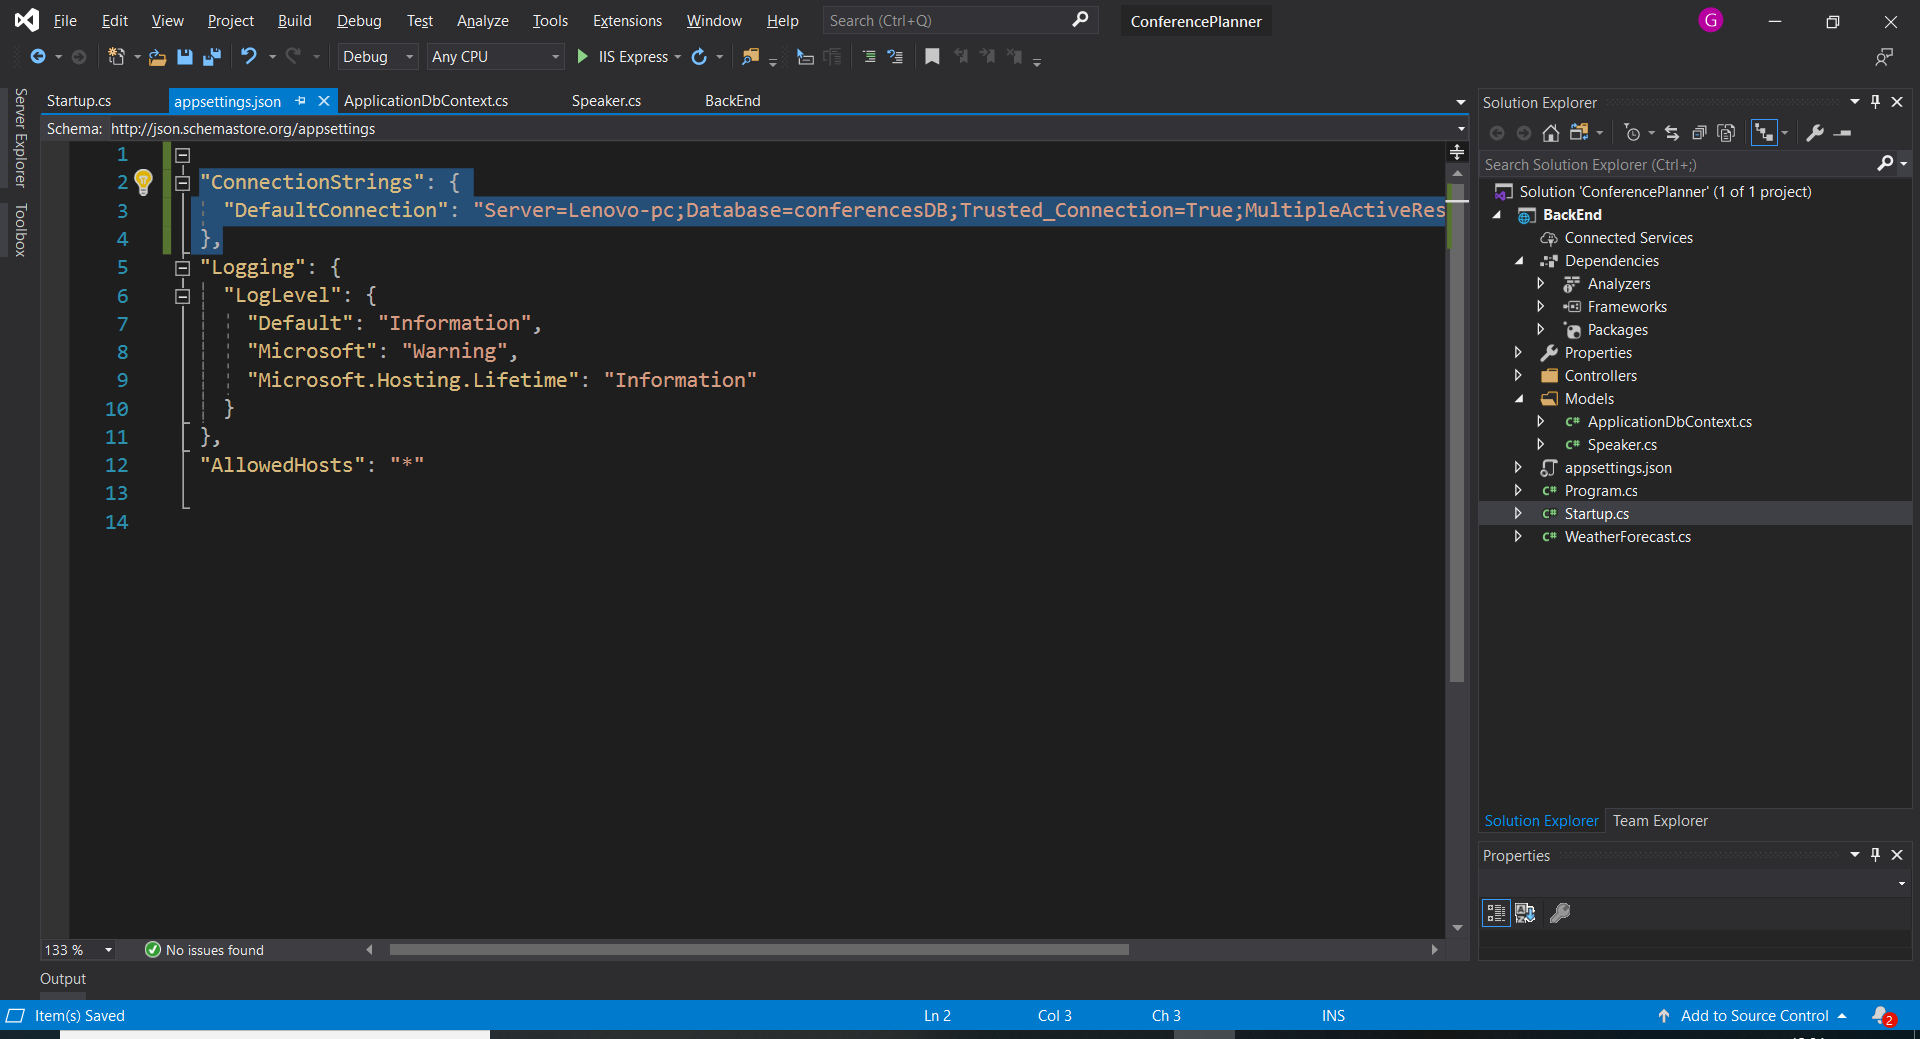 File Edit View Project Build Debug Test Analyze Tools Extensions Window Help Search (Ctrl+Q) ConferencePlanner G
Debug Any CPU IIS Express
Server Explorer
Toolbox
Startup.cs appsettings.json ApplicationDbContext.cs Speaker.cs BackEnd
Schema: http://json.schemastore.org/appsettings
1
2 "ConnectionStrings": {
3 "DefaultConnection": "Server=Lenovo-pc;Database=conferencesDB;Trusted_Connection=True;MultipleActiveRes
4 },
5 "Logging": {
6 "LogLevel": {
7 "Default": "Information",
8 "Microsoft": "Warning",
9 "Microsoft.Hosting.Lifetime": "Information"
10 }
11 },
12 "AllowedHosts": "*"
13
14
133 % No issues found
Output
Solution Explorer
Search Solution Explorer (Ctrl+;)
Solution 'ConferencePlanner' (1 of 1 project)
BackEnd
Connected Services
Dependencies
Analyzers
Frameworks
Packages
Properties
Controllers
Models
C# ApplicationDbContext.cs
C# Speaker.cs
appsettings.json
C# Program.cs
C# Startup.cs
C# WeatherForecast.cs
Solution Explorer Team Explorer
Properties
Item(s) Saved Ln 2 Col 3 Ch 3 INS Add to Source Control 2